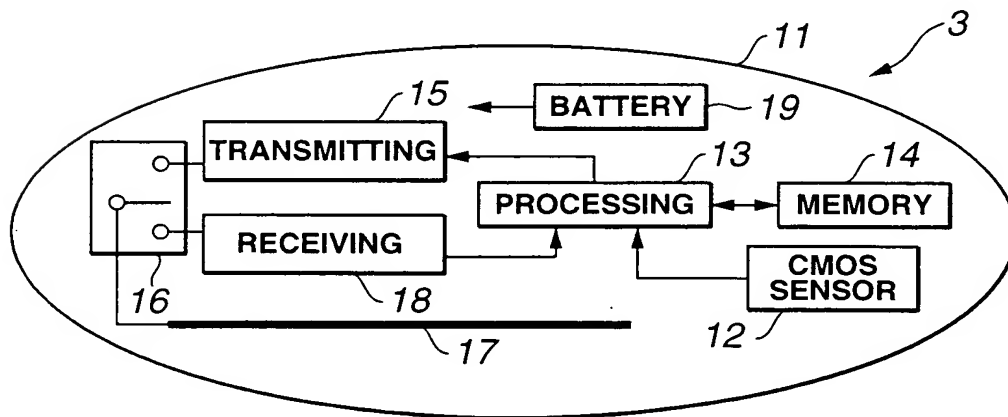 11
3
15
BATTERY
19
TRANSMITTING
13
14
PROCESSING
MEMORY
RECEIVING
CMOS
SENSOR
16
18
17
12